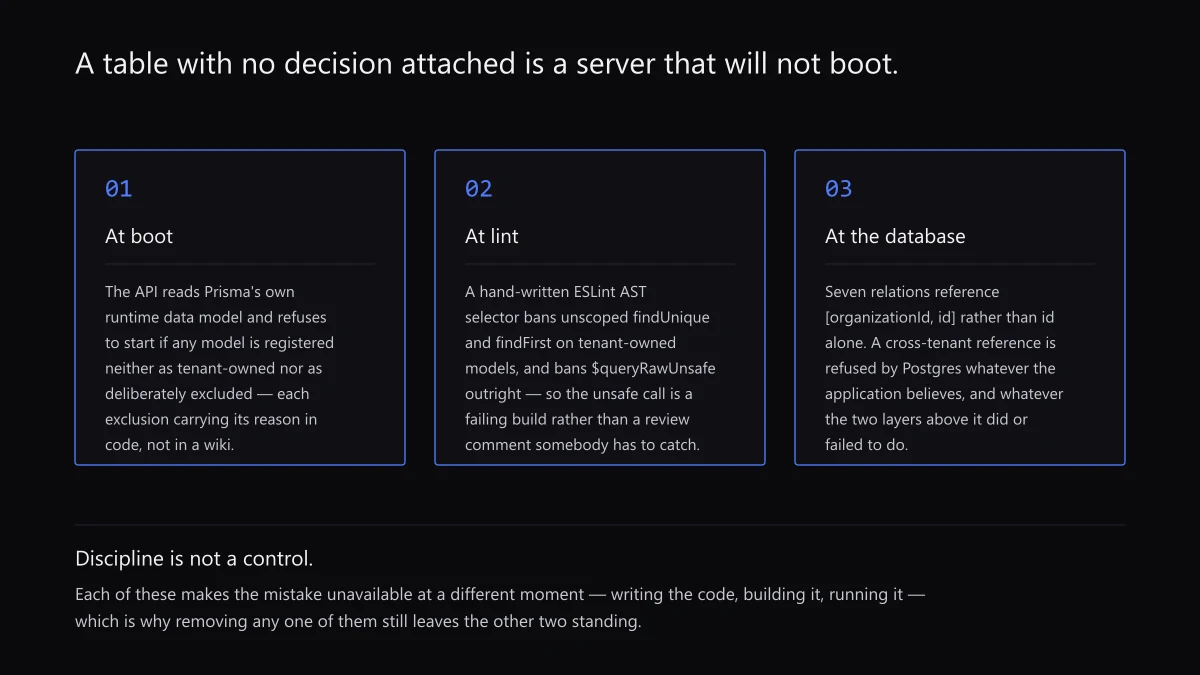 A table with no decision attached is a server that will not boot.
01
At boot
The API reads Prisma's own
runtime data model and refuses
to start if any model is registered
neither as tenant-owned nor as
deliberately excluded — each
exclusion carrying its reason in
code, not in a wiki.
02
At lint
A hand-written ESLint AST
selector bans unscoped findUnique
and findFirst on tenant-owned
models, and bans $queryRawUnsafe
outright — so the unsafe call is a
failing build rather than a review
comment somebody has to catch.
03
At the database
Seven relations reference
[organizationId, id] rather than id
alone. A cross-tenant reference is
refused by Postgres whatever the
application believes, and whatever
the two layers above it did or
failed to do.
Discipline is not a control.
Each of these makes the mistake unavailable at a different moment — writing the code, building it, running it —
which is why removing any one of them still leaves the other two standing.